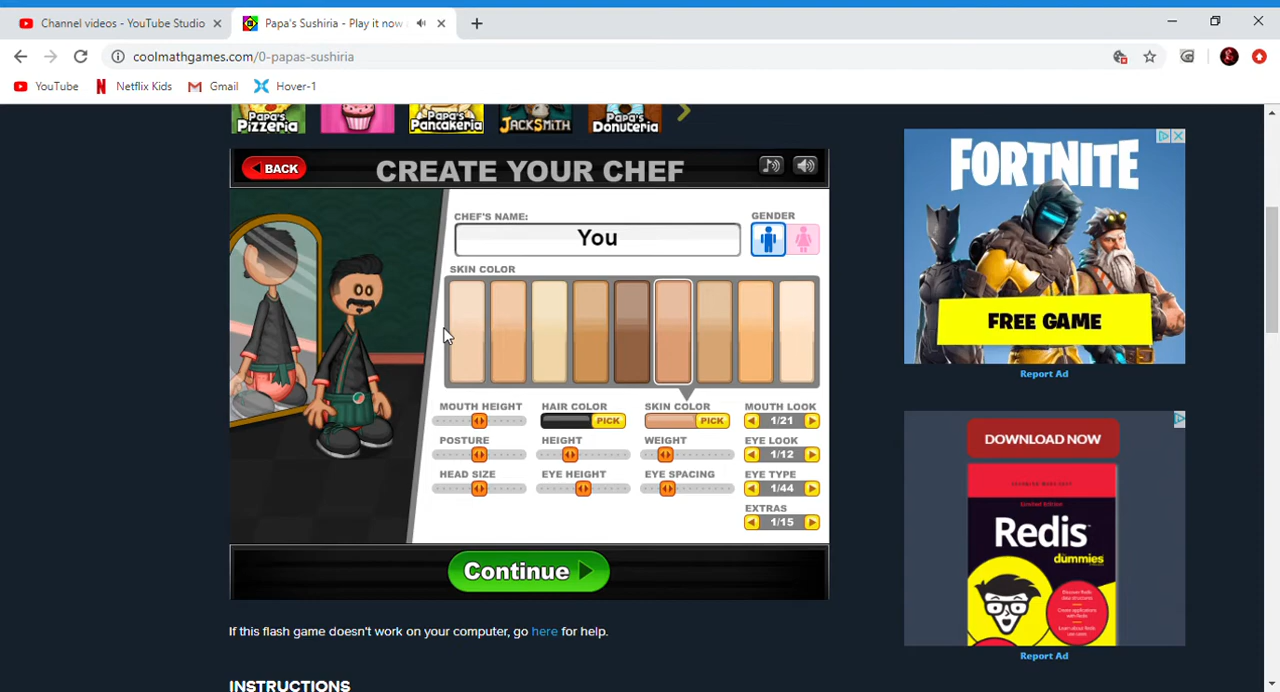 Channel videos - YouTube Studio
Papa's Sushiria - Play it now
coolmathgames.com/0-papas-sushiria
YouTube
Netflix Kids
Gmail
Hover-1
Papa's Pizzeria
Papa's Pancakeria
JACKSMITH
Papa's Donuteria
BACK
CREATE YOUR CHEF
CHEF'S NAME:
GENDER
You
SKIN COLOR
MOUTH HEIGHT
HAIR COLOR
SKIN COLOR
MOUTH LOOK
PICK
PICK
1/21
POSTURE
HEIGHT
WEIGHT
EYE LOOK
1/12
HEAD SIZE
EYE HEIGHT
EYE SPACING
EYE TYPE
1/44
EXTRAS
1/15
Continue
If this flash game doesn't work on your computer, go here for help.
INSTRUCTIONS
FORTNITE
FREE GAME
Report Ad
DOWNLOAD NOW
Redis
dummies
Report Ad